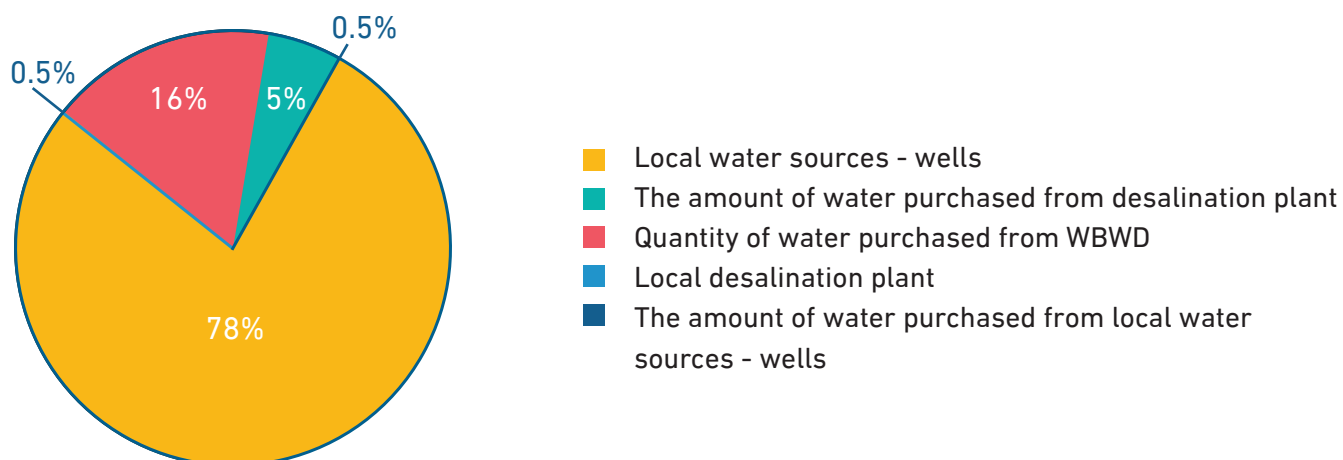 0.5%
0.5%
16%
5%
78%
Local water sources - wells
The amount of water purchased from desalination plant
Quantity of water purchased from WBWD
Local desalination plant
The amount of water purchased from local water
sources - wells